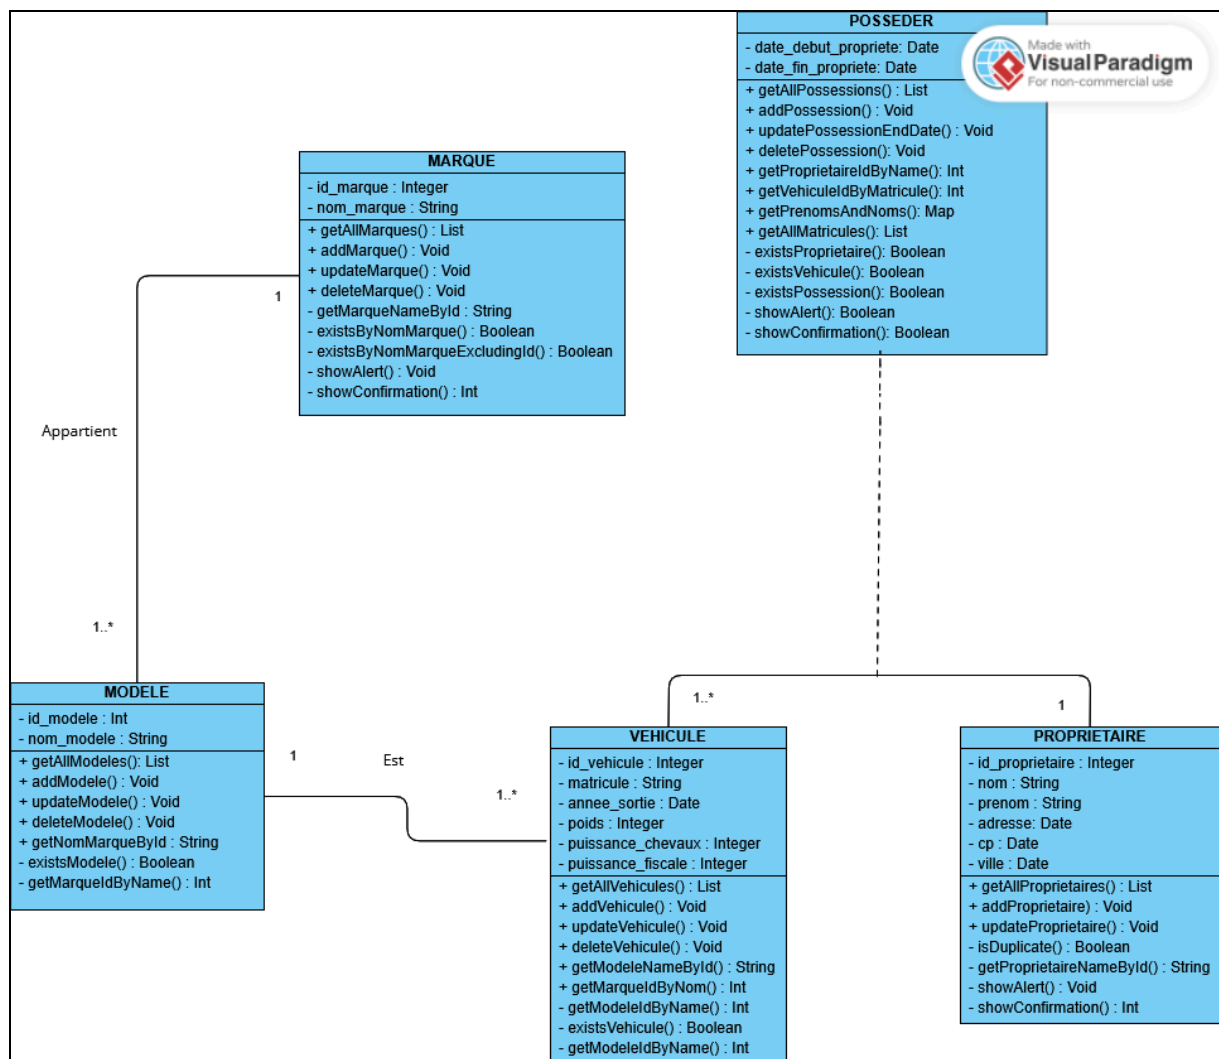 POSSEDER
- date_debut_propriete: Date
- date_fin_propriete: Date
+ getAllPossessions() : List
+ addPossession() : Void
+ updatePossessionEndDate() : Void
+ deletePossession(): Void
+ getProprietaireIdByName(): Int
+ getVehiculeIdByMatricule(): Int
+ getPrenomsAndNoms(): Map
+ getAllMatricules(): List
- existsProprietaire(): Boolean
- existsVehicule(): Boolean
- existsPossession(): Boolean
- showAlert(): Boolean
- showConfirmation(): Boolean
Made with
Visual Paradigm
For non-commercial use
MARQUE
- id_marque : Integer
- nom_marque : String
+ getAllMarques() : List
+ addMarque() : Void
+ updateMarque() : Void
+ deleteMarque() : Void
- getMarqueNameById : String
- existsByNomMarque() : Boolean
- existsByNomMarqueExcludingId() : Boolean
- showAlert() : Void
- showConfirmation() : Int
1
Appartient
1..*
MODELE
- id_modele : Int
- nom_modele : String
+ getAllModeles(): List
+ addModele() : Void
+ updateModele() : Void
+ deleteModele() : Void
+ getNomMarqueById : String
- existsModele() : Boolean
- getMarqueIdByName() : Int
1
Est
1..*
1..*
1
VEHICULE
- id_vehicule : Integer
- matricule : String
- annee_sortie : Date
- poids : Integer
- puissance_chevaux : Integer
- puissance_fiscale : Integer
+ getAllVehicules() : List
+ addVehicule() : Void
+ updateVehicule() : Void
+ deleteVehicule() : Void
+ getModeleNameById() : String
+ getMarqueIdByNom() : Int
- getModeleIdByName() : Int
- existsVehicule() : Boolean
- getModeleIdByName() : Int
PROPRIETAIRE
- id_proprietaire : Integer
- nom : String
- prenom : String
- adresse: Date
- cp : Date
- ville : Date
+ getAllProprietaires() : List
+ addProprietaire) : Void
+ updateProprietaire() : Void
- isDuplicate() : Boolean
- getProprietaireNameById() : String
- showAlert() : Void
- showConfirmation() : Int